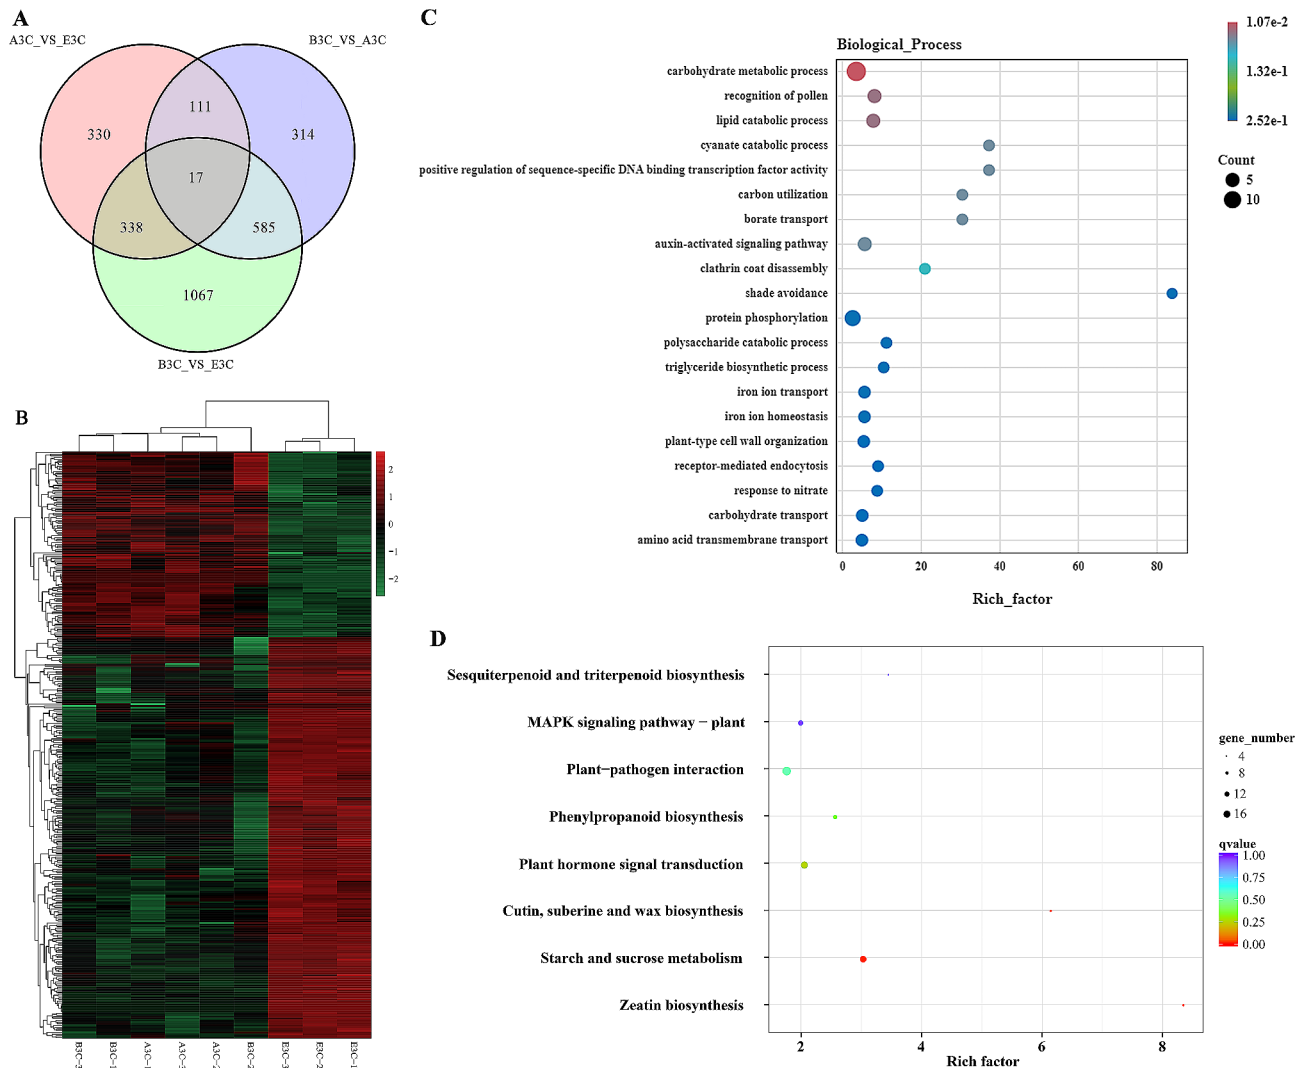 A
A3C_VS_E3C
B3C_VS_A3C
111
330
314
17
338
585
1067
B3C_VS_E3C
B
2
1
0
−1
−2
B3C-3
B3C-1
A3C-1
A3C-3
A3C-2
B3C-2
E3C-3
E3C-2
E3C-1
C
Biological_Process
carbohydrate metabolic process
recognition of pollen
lipid catabolic process
cyanate catabolic process
positive regulation of sequence-specific DNA binding transcription factor activity
carbon utilization
borate transport
auxin-activated signaling pathway
clathrin coat disassembly
shade avoidance
protein phosphorylation
polysaccharide catabolic process
triglyceride biosynthetic process
iron ion transport
iron ion homeostasis
plant-type cell wall organization
receptor-mediated endocytosis
response to nitrate
carbohydrate transport
amino acid transmembrane transport
0 20 40 60 80
Rich_factor
1.07e-2
1.32e-1
2.52e-1
Count
5
10
D
Sesquiterpenoid and triterpenoid biosynthesis
MAPK signaling pathway − plant
Plant−pathogen interaction
Phenylpropanoid biosynthesis
Plant hormone signal transduction
Cutin, suberine and wax biosynthesis
Starch and sucrose metabolism
Zeatin biosynthesis
2 4 6 8
Rich factor
gene_number
4
8
12
16
qvalue
1.00
0.75
0.50
0.25
0.00